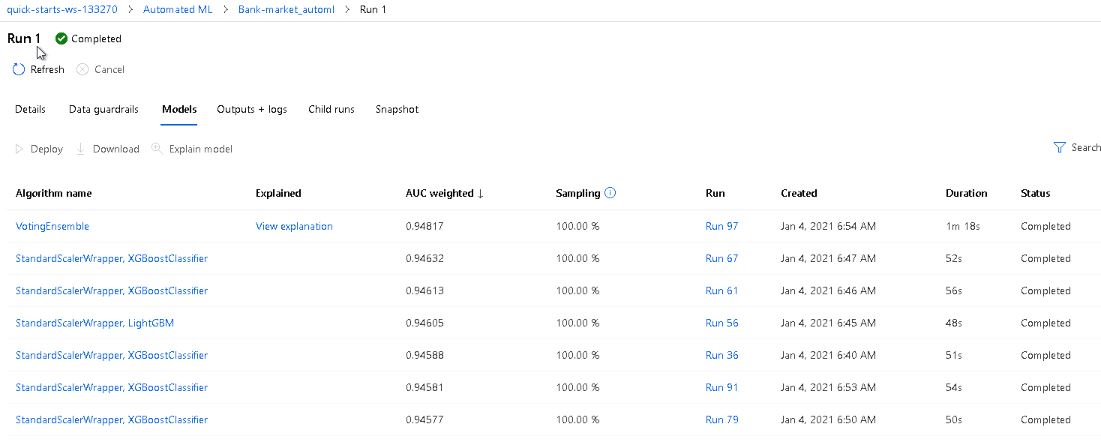 quick-starts-ws-133270 > Automated ML > Bank-market_automl > Run 1
Run 1 Completed
Refresh Cancel
Details Data guardrails Models Outputs + logs Child runs Snapshot
Deploy Download Explain model Search
Algorithm name Explained AUC weighted ↓ Sampling Run Created Duration Status
VotingEnsemble View explanation 0.94817 100.00 % Run 97 Jan 4, 2021 6:54 AM 1m 18s Completed
StandardScalerWrapper, XGBoostClassifier 0.94632 100.00 % Run 67 Jan 4, 2021 6:47 AM 52s Completed
StandardScalerWrapper, XGBoostClassifier 0.94613 100.00 % Run 61 Jan 4, 2021 6:46 AM 56s Completed
StandardScalerWrapper, LightGBM 0.94605 100.00 % Run 56 Jan 4, 2021 6:45 AM 48s Completed
StandardScalerWrapper, XGBoostClassifier 0.94588 100.00 % Run 36 Jan 4, 2021 6:40 AM 51s Completed
StandardScalerWrapper, XGBoostClassifier 0.94581 100.00 % Run 91 Jan 4, 2021 6:53 AM 54s Completed
StandardScalerWrapper, XGBoostClassifier 0.94577 100.00 % Run 79 Jan 4, 2021 6:50 AM 50s Completed